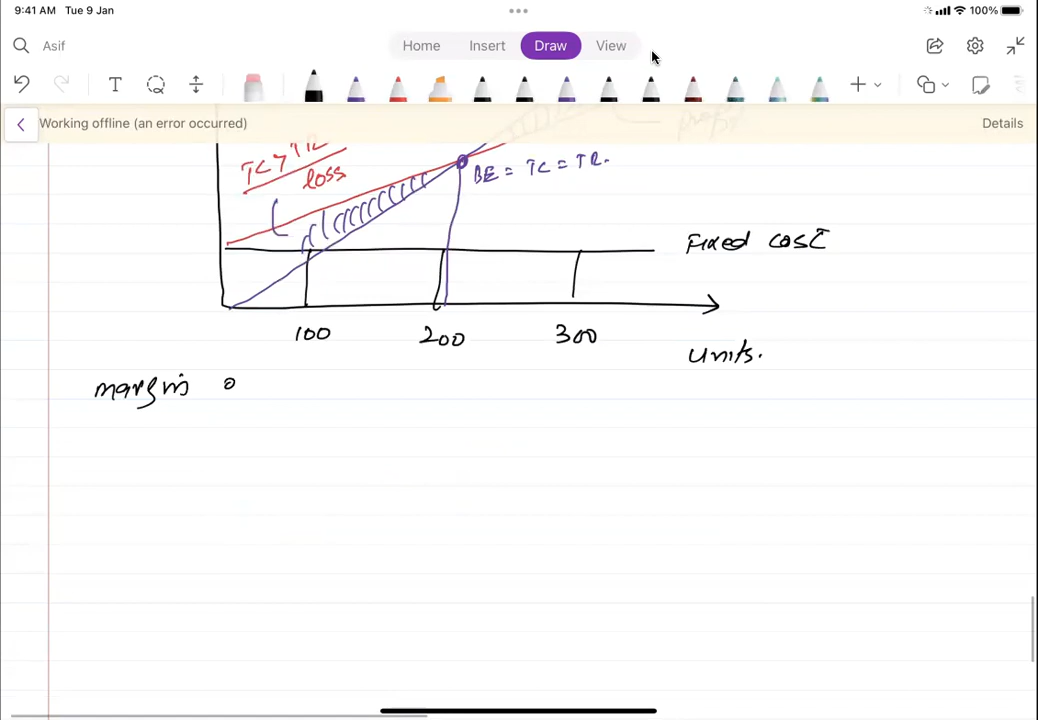 9:41 AM Tue 9 Jan
100%
Asif
Home Insert Draw View
Working offline (an error occurred)
Details
profit
TC > TR
loss
BE = TC = TR.
Fixed cost
100 200 300
units.
margin o